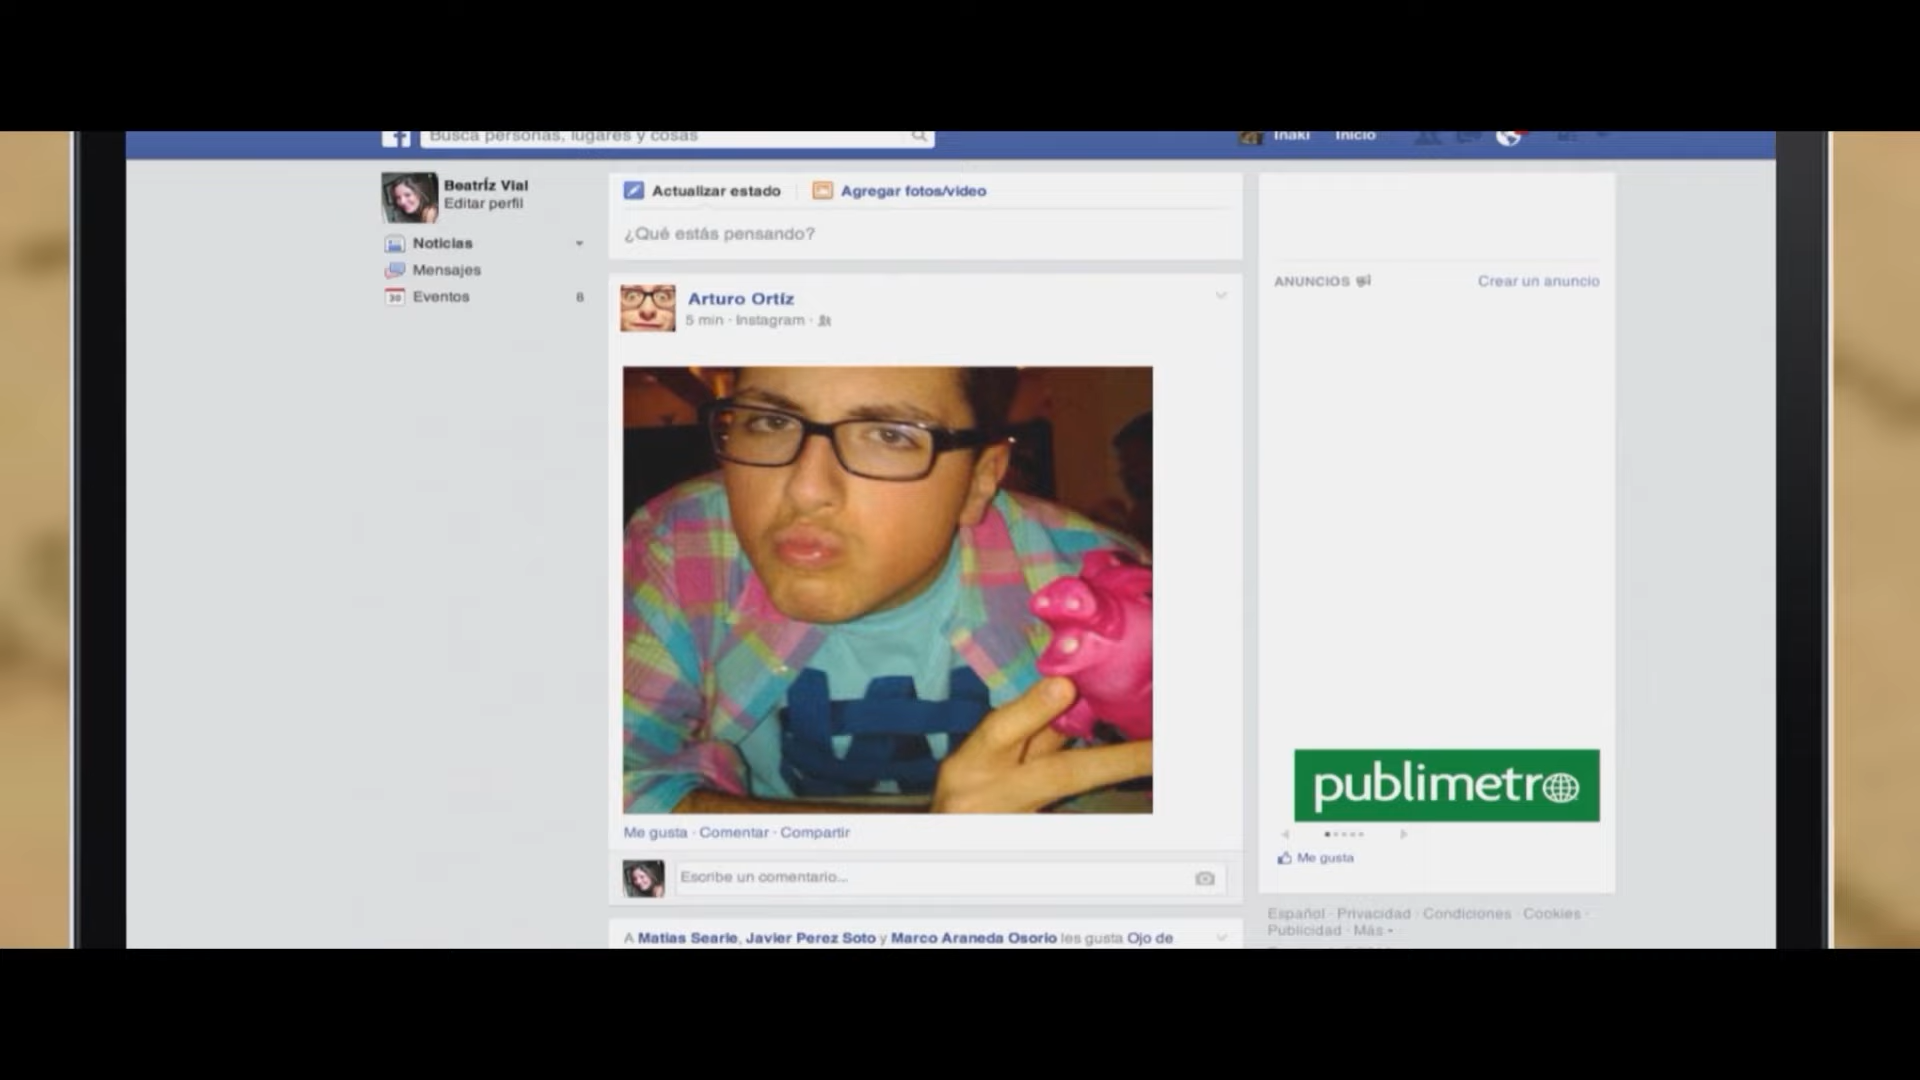 Busca personas, lugares y cosas
Iñaki
Inicio
Beatríz Vial
Editar perfil
Noticias
Mensajes
Eventos 6
Actualizar estado
Agregar fotos/video
¿Qué estás pensando?
Arturo Ortíz
5 min · Instagram ·
Me gusta · Comentar · Compartir
Escribe un comentario...
A Matias Searle, Javier Perez Soto y Marco Araneda Osorio les gusta Ojo de
ANUNCIOS
Crear un anuncio
publimetro
Me gusta
Español · Privacidad · Condiciones · Cookies ·
Publicidad · Más